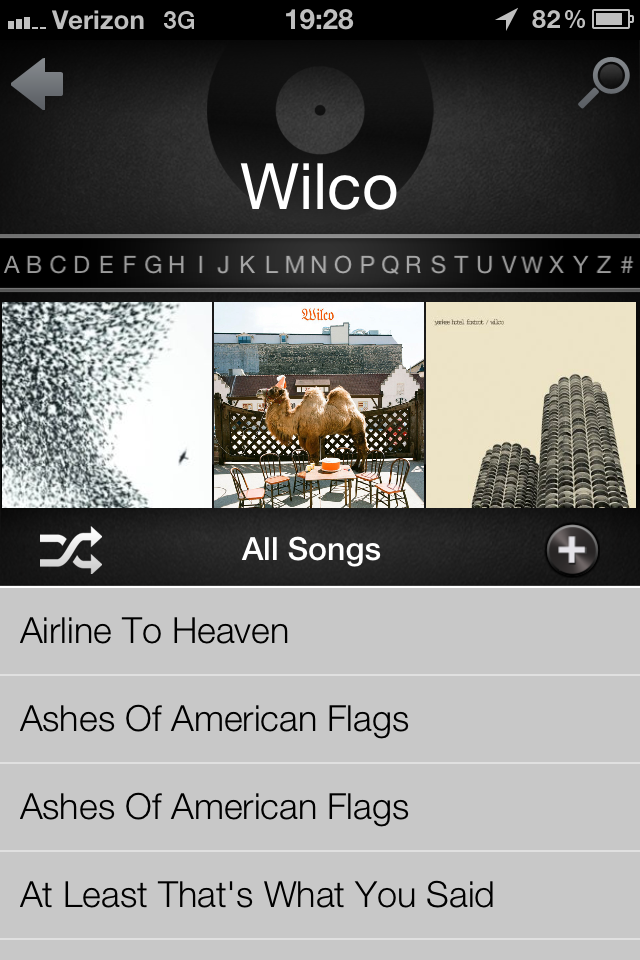 Verizon 3G 19:28 82%
Wilco
A B C D E F G H I J K L M N O P Q R S T U V W X Y Z #
Wilco
yankee hotel foxtrot / wilco
All Songs
Airline To Heaven
Ashes Of American Flags
Ashes Of American Flags
At Least That's What You Said